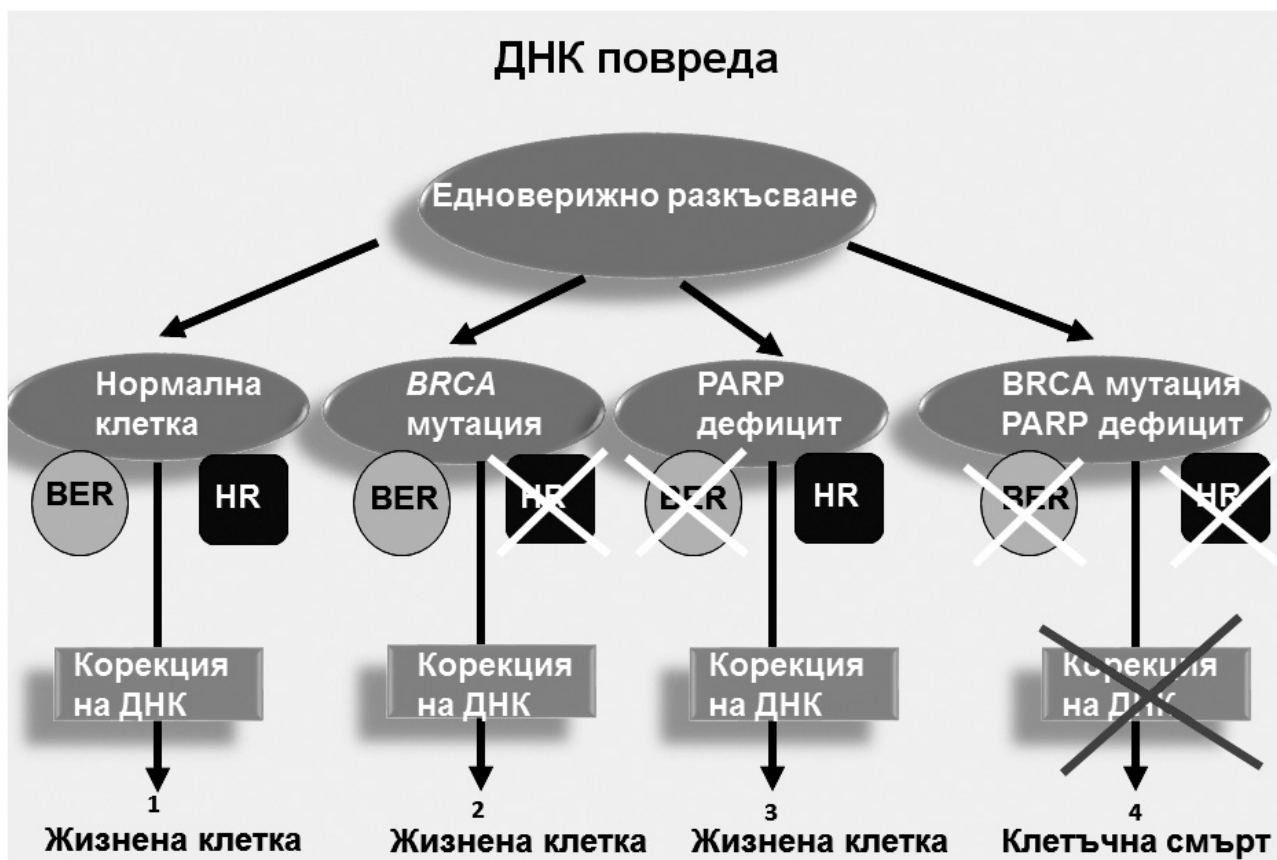 ДНК повреда
Едноверижно разкъсване
Нормална
клетка
BRCA
мутация
PARP
дефицит
BRCA мутация
PARP дефицит
BER
HR
BER
HR
BER
HR
BER
HR
Корекция
на ДНК
Корекция
на ДНК
Корекция
на ДНК
Корекция
на ДНК
1
Жизнена клетка
2
Жизнена клетка
3
Жизнена клетка
4
Клетъчна смърт